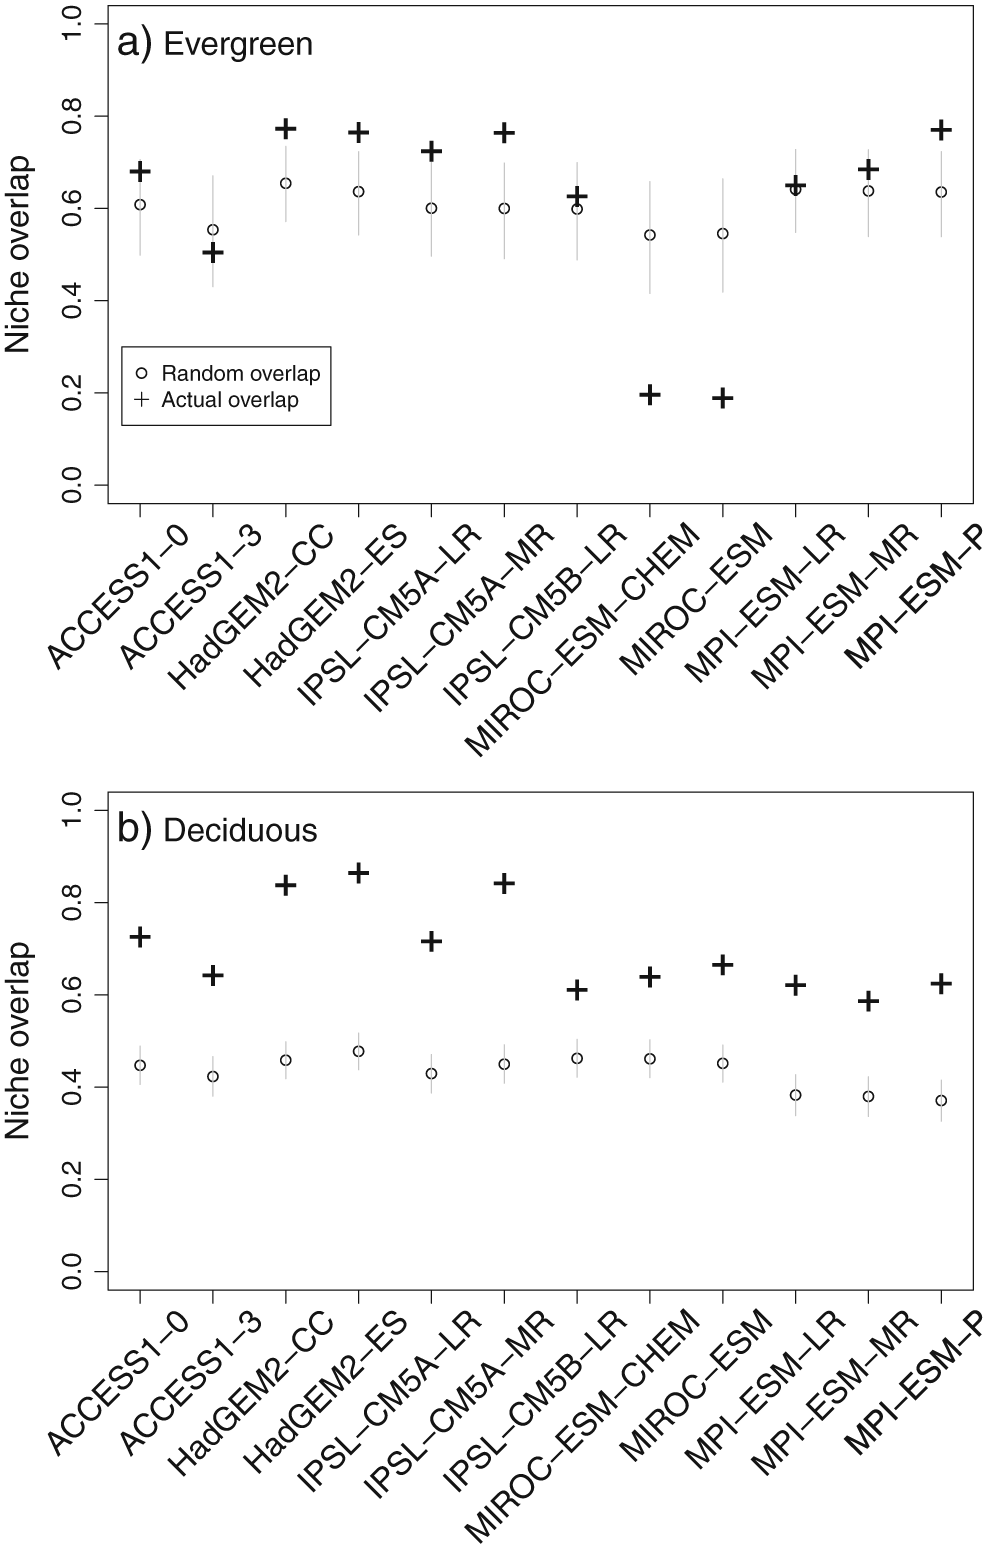 a) Evergreen
Niche overlap
1.0
0.8
0.6
0.4
0.2
0.0
Random overlap
Actual overlap
ACCESS1−0
ACCESS1−3
HadGEM2−CC
HadGEM2−ES
IPSL−CM5A−LR
IPSL−CM5A−MR
IPSL−CM5B−LR
MIROC−ESM−CHEM
MIROC−ESM
MPI−ESM−LR
MPI−ESM−MR
MPI−ESM−P
b) Deciduous
Niche overlap
1.0
0.8
0.6
0.4
0.2
0.0
ACCESS1−0
ACCESS1−3
HadGEM2−CC
HadGEM2−ES
IPSL−CM5A−LR
IPSL−CM5A−MR
IPSL−CM5B−LR
MIROC−ESM−CHEM
MIROC−ESM
MPI−ESM−LR
MPI−ESM−MR
MPI−ESM−P